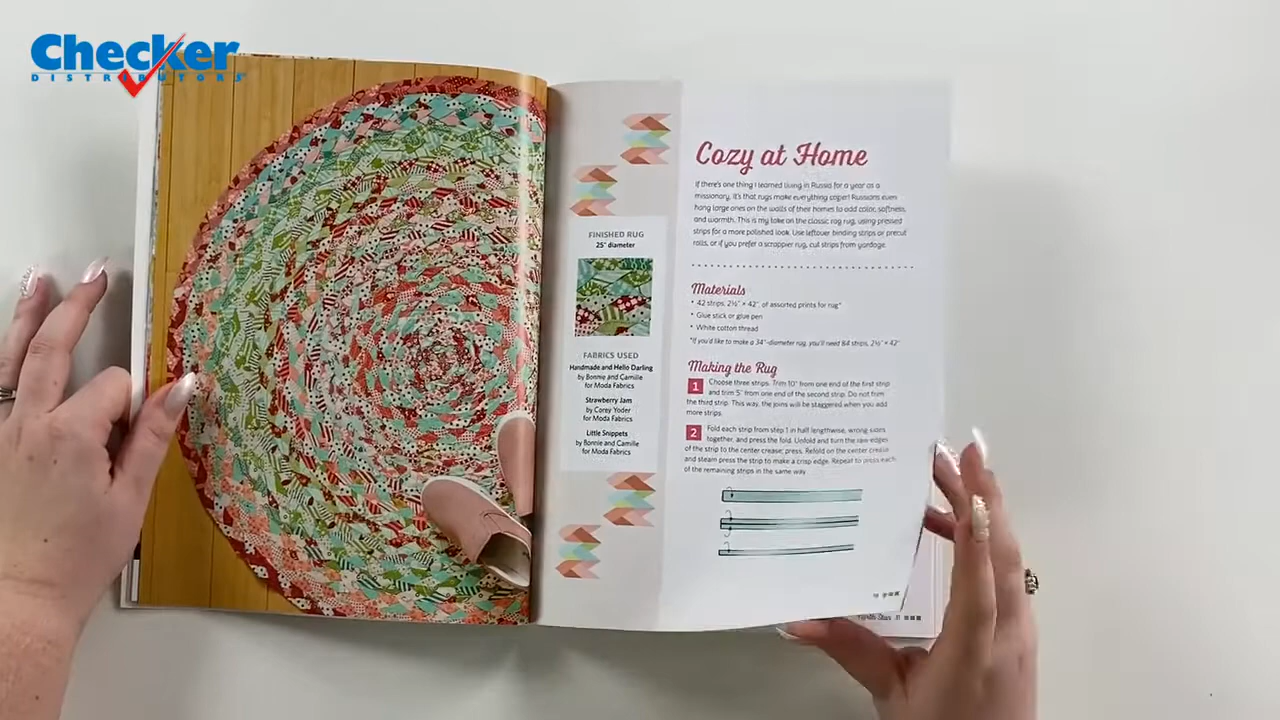 Checker
DISTRIBUTORS
FINISHED RUG
25" diameter
FABRICS USED
Handmade and Hello Darling
by Bonnie and Camille
for Moda Fabrics
Strawberry Jam
by Corey Yoder
for Moda Fabrics
Little Snippets
by Bonnie and Camille
for Moda Fabrics
Cozy at Home
If there's one thing I learned living in Russia for a year as a
missionary, it's that rugs make everything cozier! Russians even
hang large ones on the walls of their homes to add color, softness,
and warmth. This is my take on the classic rag rug, using pressed
strips for a more polished look. Use leftover binding strips or precut
rolls, or if you prefer a scrappier rug, cut strips from yardage.
Materials
• 42 strips, 2½" × 42", of assorted prints for rug*
• Glue stick or glue pen
• White cotton thread
*If you'd like to make a 34"-diameter rug, you'll need 84 strips, 2½" × 42"
Making the Rug
1 Choose three strips. Trim 10" from one end of the first strip
and trim 5" from one end of the second strip. Do not trim
the third strip. This way, the joins will be staggered when you add
more strips.
2 Fold each strip from step 1 in half lengthwise, wrong sides
together, and press the fold. Unfold and turn the raw edges
of the strip to the center crease; press. Refold on the center crease
and steam press the strip to make a crisp edge. Repeat to press each
of the remaining strips in the same way.